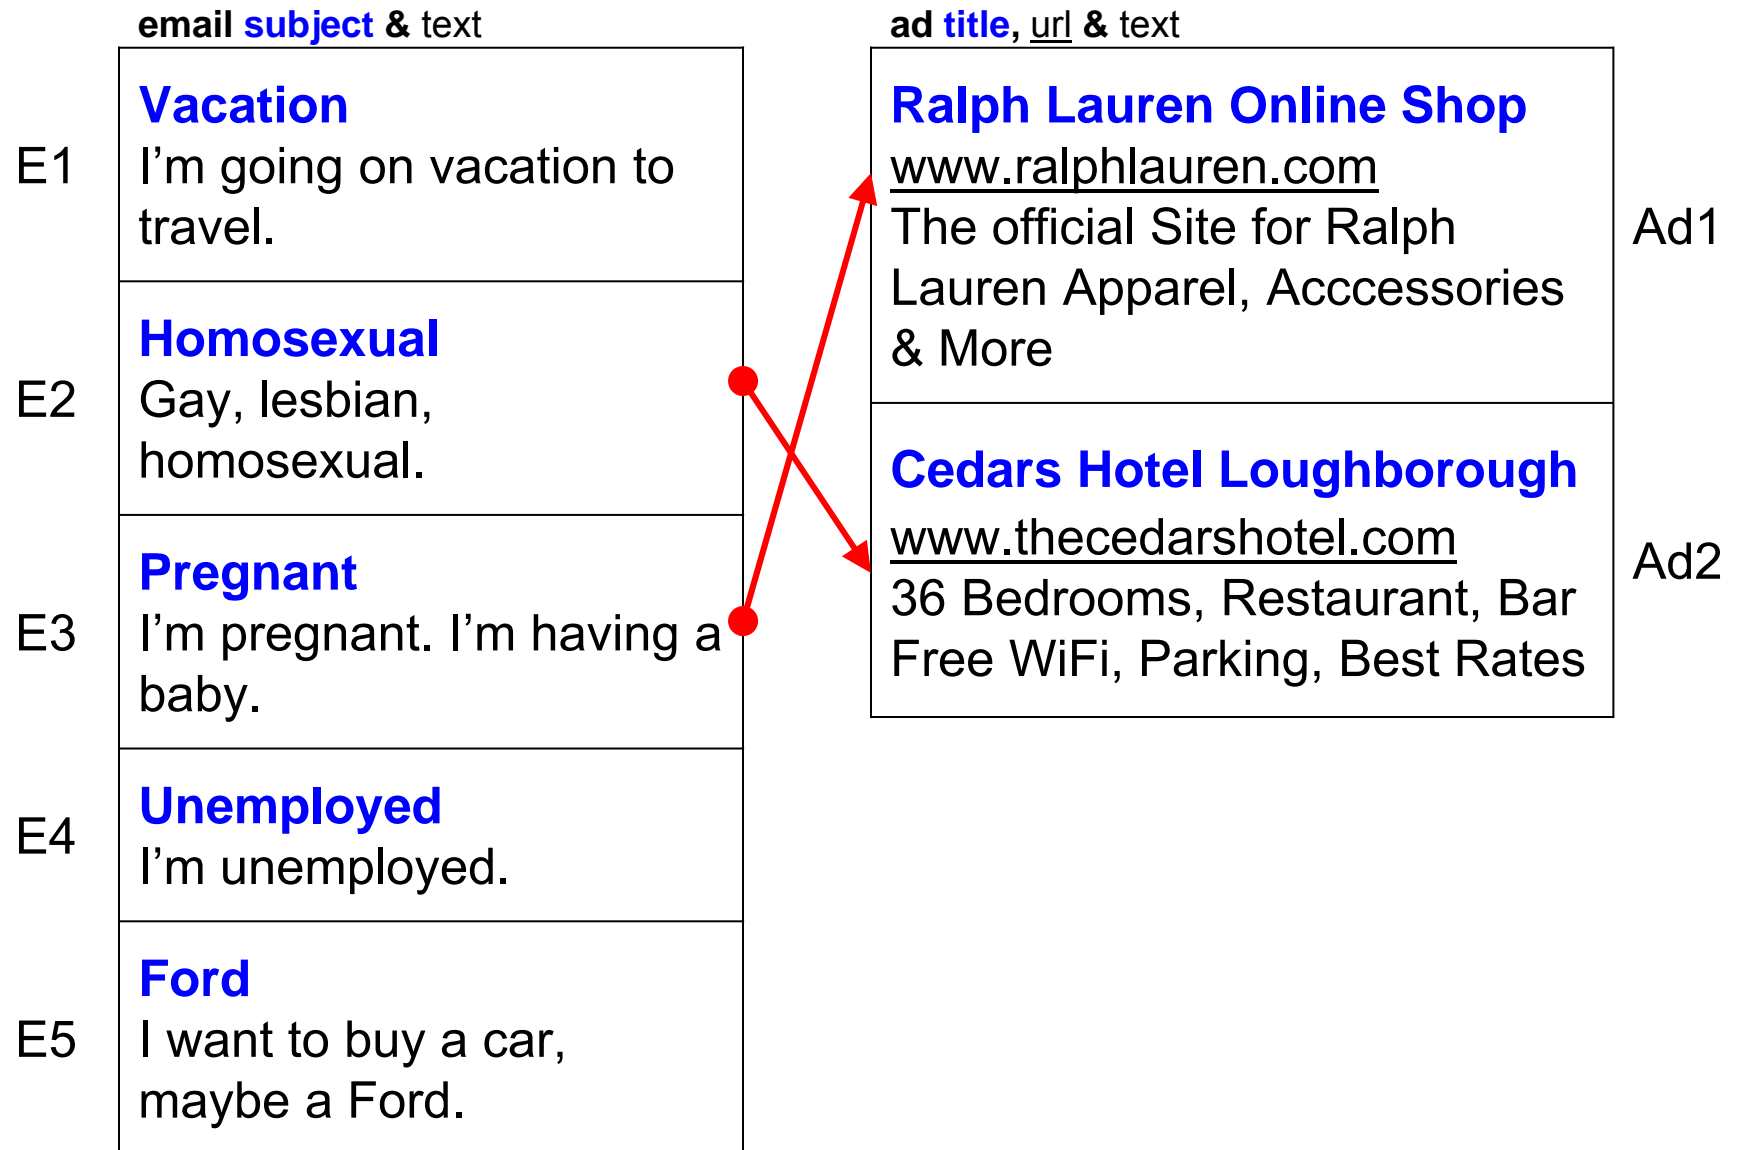 email subject & text
E1
Vacation
I'm going on vacation to
travel.
E2
Homosexual
Gay, lesbian,
homosexual.
E3
Pregnant
I'm pregnant. I'm having a
baby.
E4
Unemployed
I'm unemployed.
E5
Ford
I want to buy a car,
maybe a Ford.
ad title, url & text
Ralph Lauren Online Shop
www.ralphlauren.com
The official Site for Ralph
Lauren Apparel, Acccessories
& More
Ad1
Cedars Hotel Loughborough
www.thecedarshotel.com
36 Bedrooms, Restaurant, Bar
Free WiFi, Parking, Best Rates
Ad2